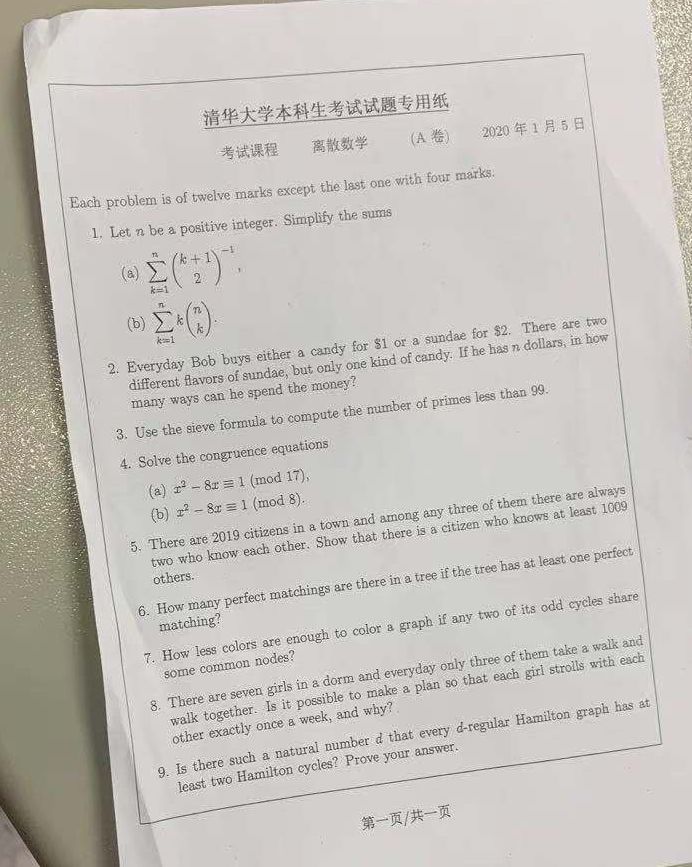 清华大学本科生考试试题专用纸
考试课程 离散数学 (A 卷) 2020 年 1 月 5 日
Each problem is of twelve marks except the last one with four marks.
1. Let n be a positive integer. Simplify the sums
(a) \sum_{k=1}^{n} \binom{k+1}{2}^{-1},
(b) \sum_{k=1}^{n} k \binom{n}{k}.
2. Everyday Bob buys either a candy for $1 or a sundae for $2. There are two
different flavors of sundae, but only one kind of candy. If he has n dollars, in how
many ways can he spend the money?
3. Use the sieve formula to compute the number of primes less than 99.
4. Solve the congruence equations
(a) x² − 8x ≡ 1 (mod 17),
(b) x² − 8x ≡ 1 (mod 8).
5. There are 2019 citizens in a town and among any three of them there are always
two who know each other. Show that there is a citizen who knows at least 1009
others.
6. How many perfect matchings are there in a tree if the tree has at least one perfect
matching?
7. How less colors are enough to color a graph if any two of its odd cycles share
some common nodes?
8. There are seven girls in a dorm and everyday only three of them take a walk and
walk together. Is it possible to make a plan so that each girl strolls with each
other exactly once a week, and why?
9. Is there such a natural number d that every d-regular Hamilton graph has at
least two Hamilton cycles? Prove your answer.
第一页/共一页